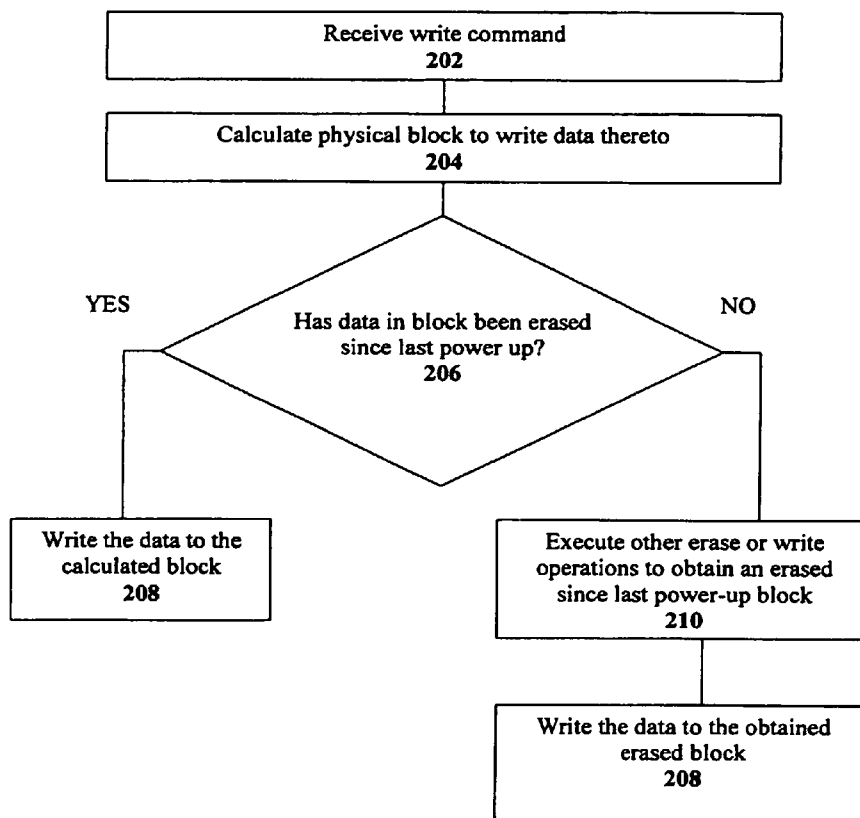 Receive write command
202
Calculate physical block to write data thereto
204
YES
NO
Has data in block been erased
since last power up?
206
Write the data to the
calculated block
208
Execute other erase or write
operations to obtain an erased
since last power-up block
210
Write the data to the obtained
erased block
208